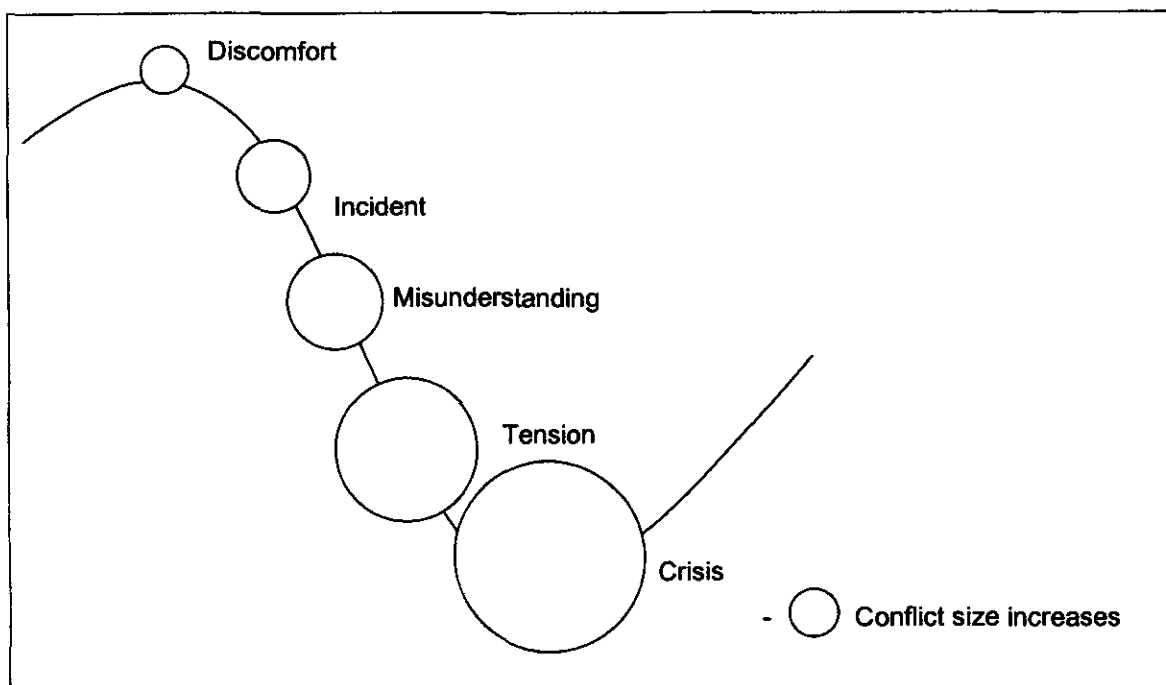 Discomfort
Incident
Misunderstanding
Tension
Crisis
- Conflict size increases